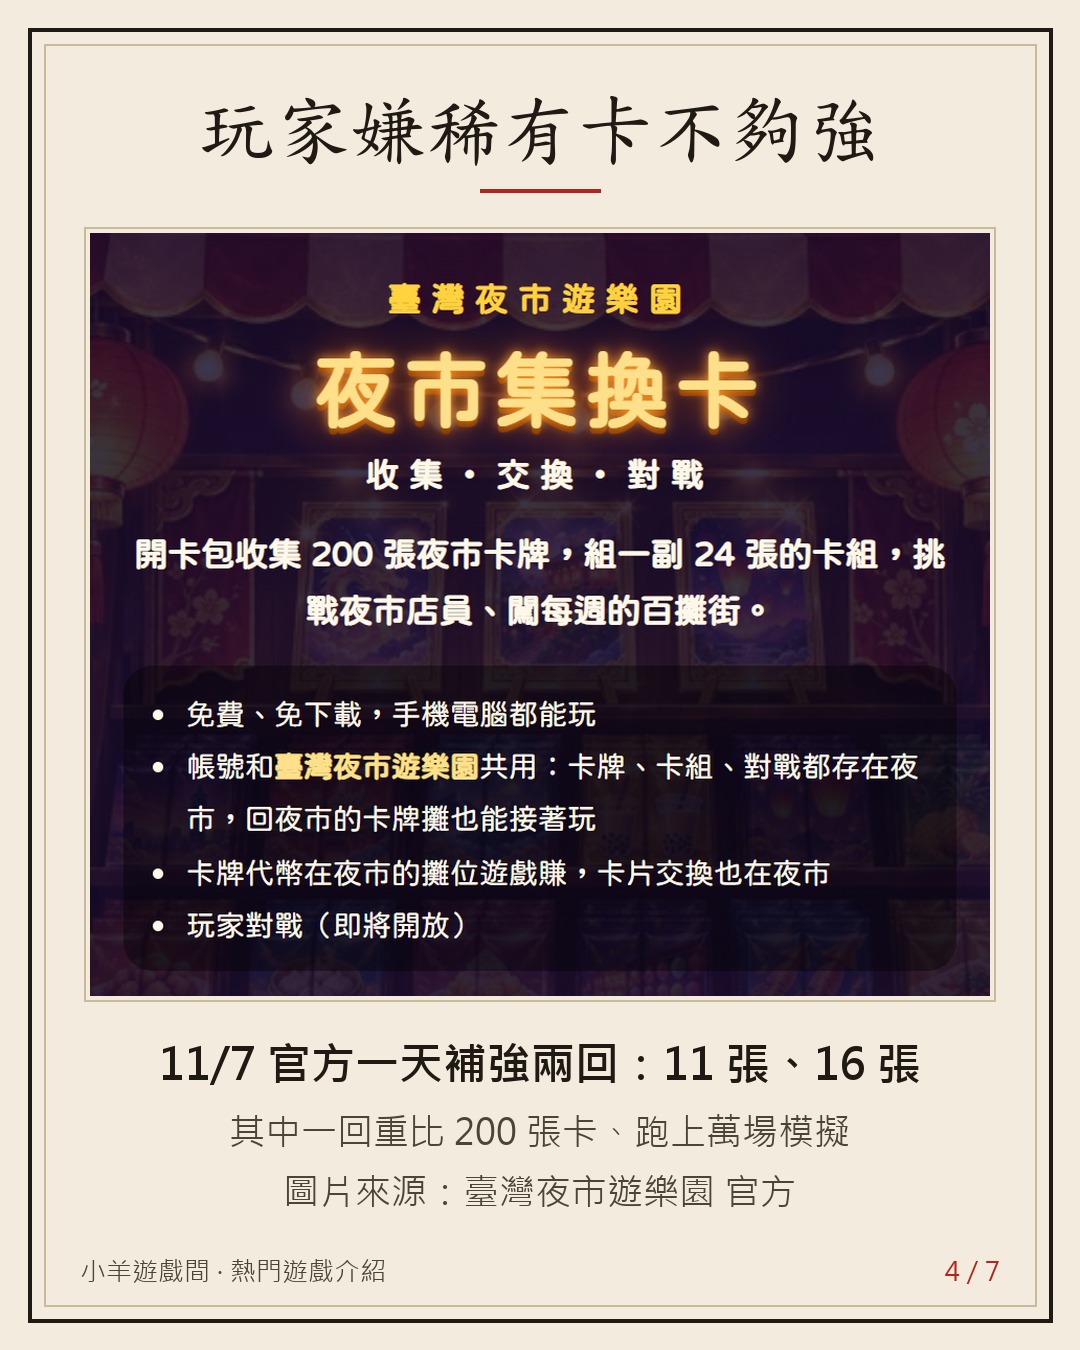 玩家嫌稀有卡不夠強
臺灣夜市遊樂園
夜市集換卡
收集・交換・對戰
開卡包收集 200 張夜市卡牌，組一副 24 張的卡組，挑
戰夜市店員、闖每週的百攤街。
• 免費、免下載，手機電腦都能玩
• 帳號和臺灣夜市遊樂園共用：卡牌、卡組、對戰都存在夜
市，回夜市的卡牌攤也能接著玩
• 卡牌代幣在夜市的攤位遊戲賺，卡片交換也在夜市
• 玩家對戰（即將開放）
11/7 官方一天補強兩回：11 張、16 張
其中一回重比 200 張卡、跑上萬場模擬
圖片來源：臺灣夜市遊樂園 官方
小羊遊戲間 · 熱門遊戲介紹
4 / 7